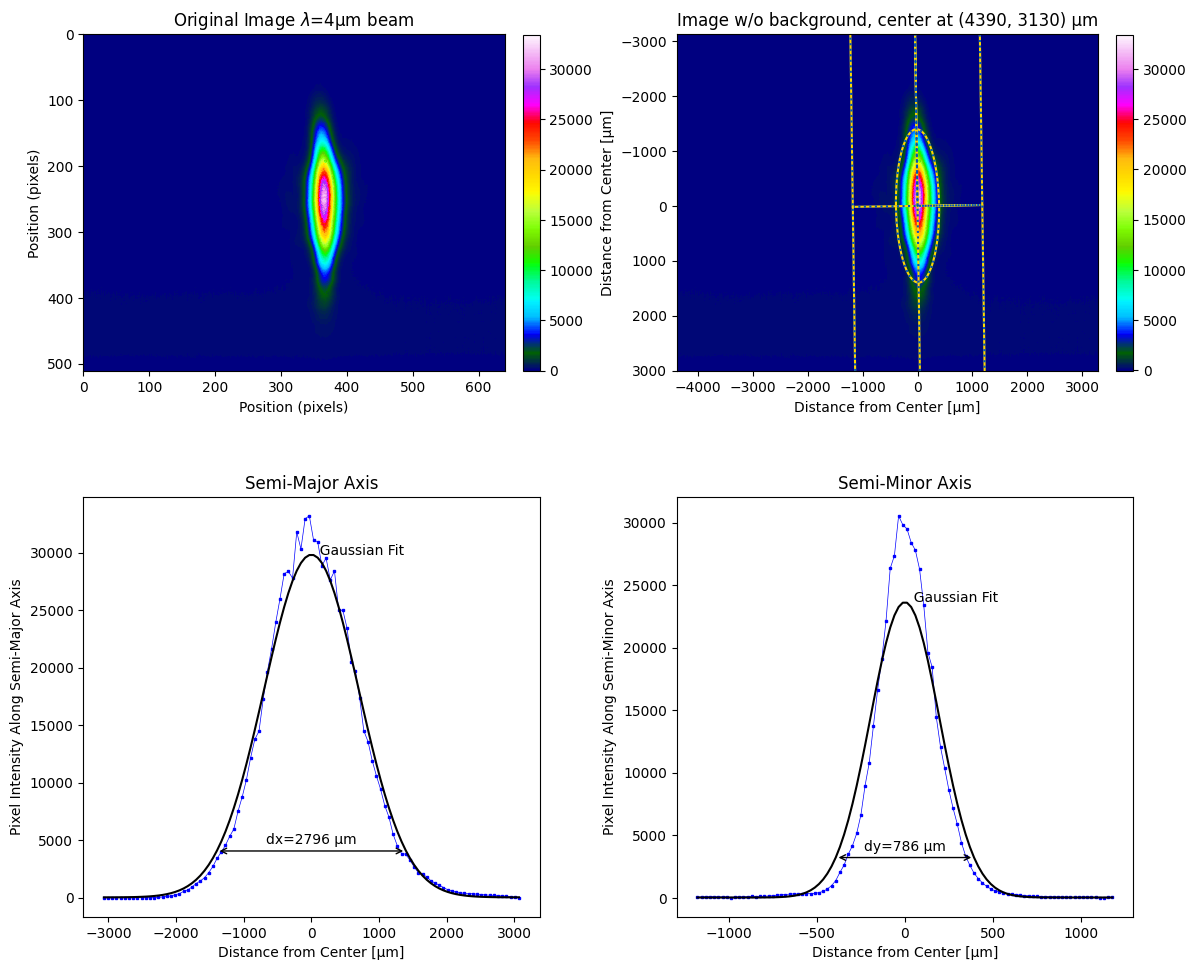 Original Image λ=4μm beam
0
100
200
300
400
500
Position (pixels)
0 100 200 300 400 500 600
Position (pixels)
30000
25000
20000
15000
10000
5000
0
Image w/o background, center at (4390, 3130) μm
−3000
−2000
−1000
0
1000
2000
3000
Distance from Center [μm]
−4000 −3000 −2000 −1000 0 1000 2000 3000
Distance from Center [μm]
30000
25000
20000
15000
10000
5000
0
Semi-Major Axis
30000
25000
20000
15000
10000
5000
0
Pixel Intensity Along Semi-Major Axis
Gaussian Fit
dx=2796 μm
−3000 −2000 −1000 0 1000 2000 3000
Distance from Center [μm]
Semi-Minor Axis
30000
25000
20000
15000
10000
5000
0
Pixel Intensity Along Semi-Minor Axis
Gaussian Fit
dy=786 μm
−1000 −500 0 500 1000
Distance from Center [μm]